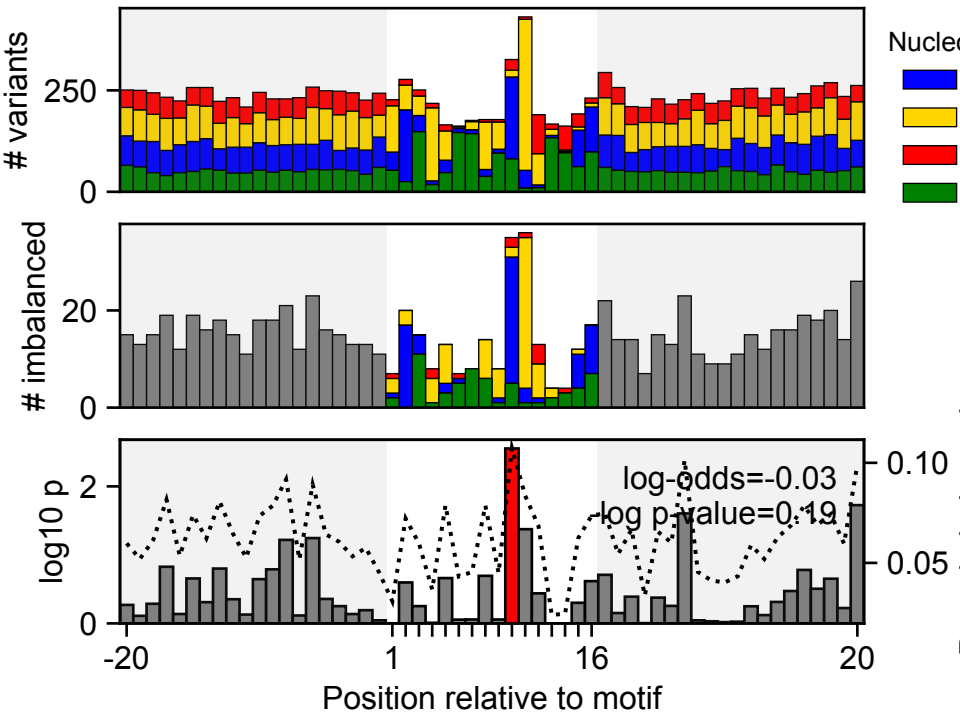 # variants
250
0
Nucleo
# imbalanced
20
0
log10 p
2
0
log-odds=-0.03
-log p-value=0.19
0.10
0.05
-20
1
16
20
Position relative to motif